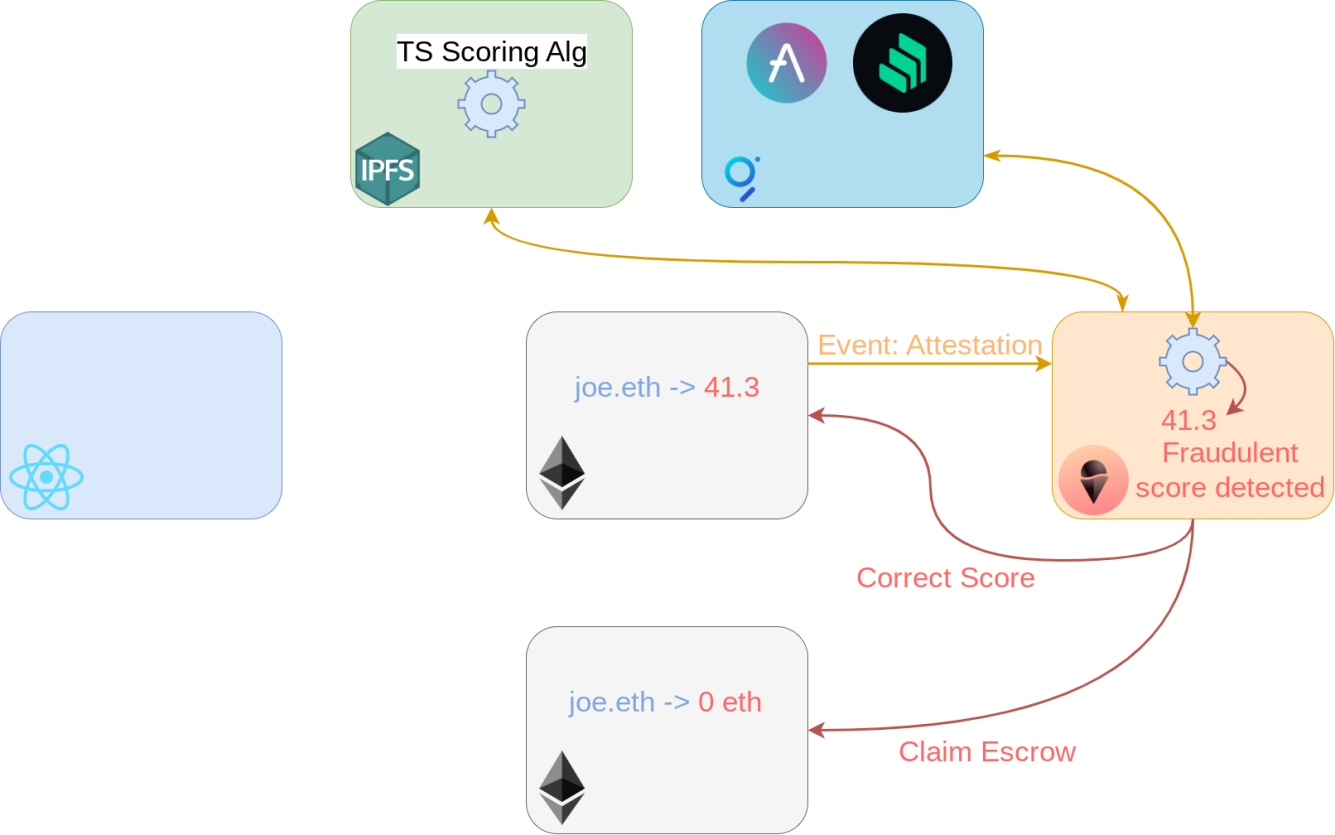 TS Scoring Alg
IPFS
Event: Attestation
joe.eth -> 41.3
41.3
Fraudulent
score detected
Correct Score
joe.eth -> 0 eth
Claim Escrow